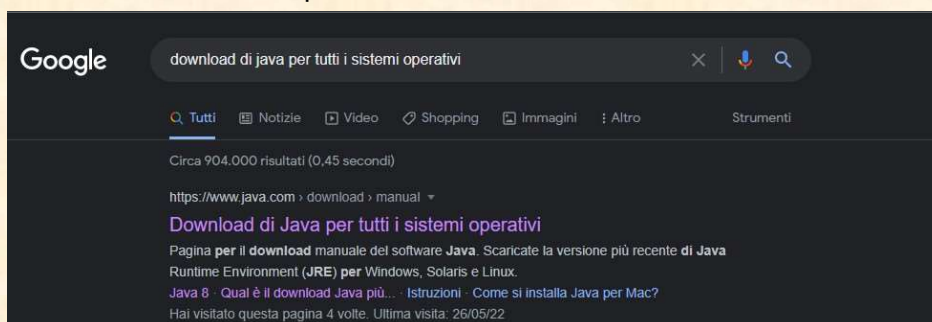 Google
download di java per tutti i sistemi operativi
Tutti Notizie Video Shopping Immagini Altro Strumenti
Circa 904.000 risultati (0,45 secondi)
https://www.java.com › download › manual
Download di Java per tutti i sistemi operativi
Pagina per il download manuale del software Java. Scaricate la versione più recente di Java
Runtime Environment (JRE) per Windows, Solaris e Linux.
Java 8 · Qual è il download Java più... · Istruzioni · Come si installa Java per Mac?
Hai visitato questa pagina 4 volte. Ultima visita: 26/05/22